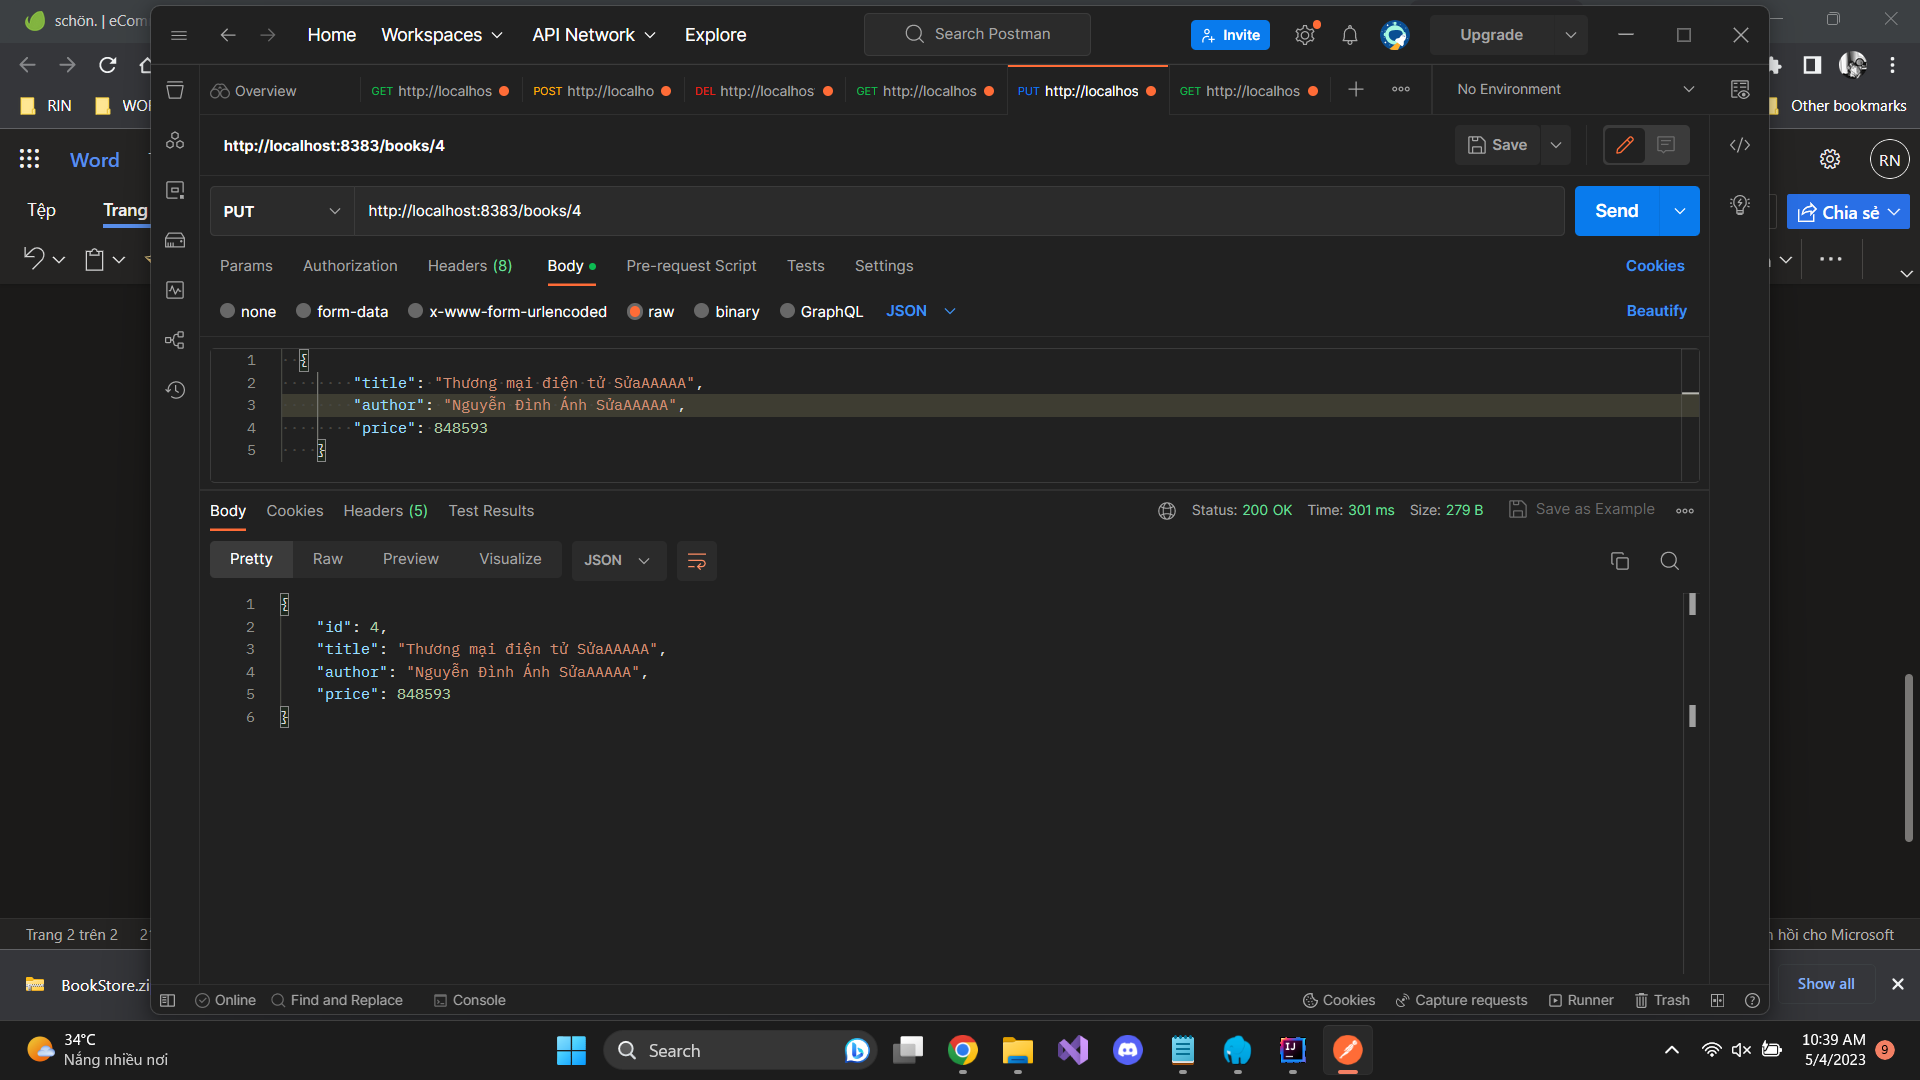 schön. | eCom
Home
Workspaces
API Network
Explore
Search Postman
Invite
Upgrade
RIN
Other bookmarks
Overview
GET http://localhos
POST http://localho
DEL http://localhos
GET http://localhos
PUT http://localhos
GET http://localhos
No Environment
http://localhost:8383/books/4
Save
Word
RN
Tệp
Trang
Chia sẻ
PUT
http://localhost:8383/books/4
Send
Params
Authorization
Headers (8)
Body
Pre-request Script
Tests
Settings
Cookies
none
form-data
x-www-form-urlencoded
raw
binary
GraphQL
JSON
Beautify
1 {
2 "title": "Thương mại điện tử SửaAAAAA",
3 "author": "Nguyễn Đình Ánh SửaAAAAA",
4 "price": 848593
5 }
Body
Cookies
Headers (5)
Test Results
Status: 200 OK
Time: 301 ms
Size: 279 B
Save as Example
Pretty
Raw
Preview
Visualize
JSON
1 {
2 "id": 4,
3 "title": "Thương mại điện tử SửaAAAAA",
4 "author": "Nguyễn Đình Ánh SửaAAAAA",
5 "price": 848593
6 }
Trang 2 trên 2
hồi cho Microsoft
BookStore.zi
Show all
Online
Find and Replace
Console
Cookies
Capture requests
Runner
Trash
34°C
Nắng nhiều nơi
Search
10:39 AM
5/4/2023
9